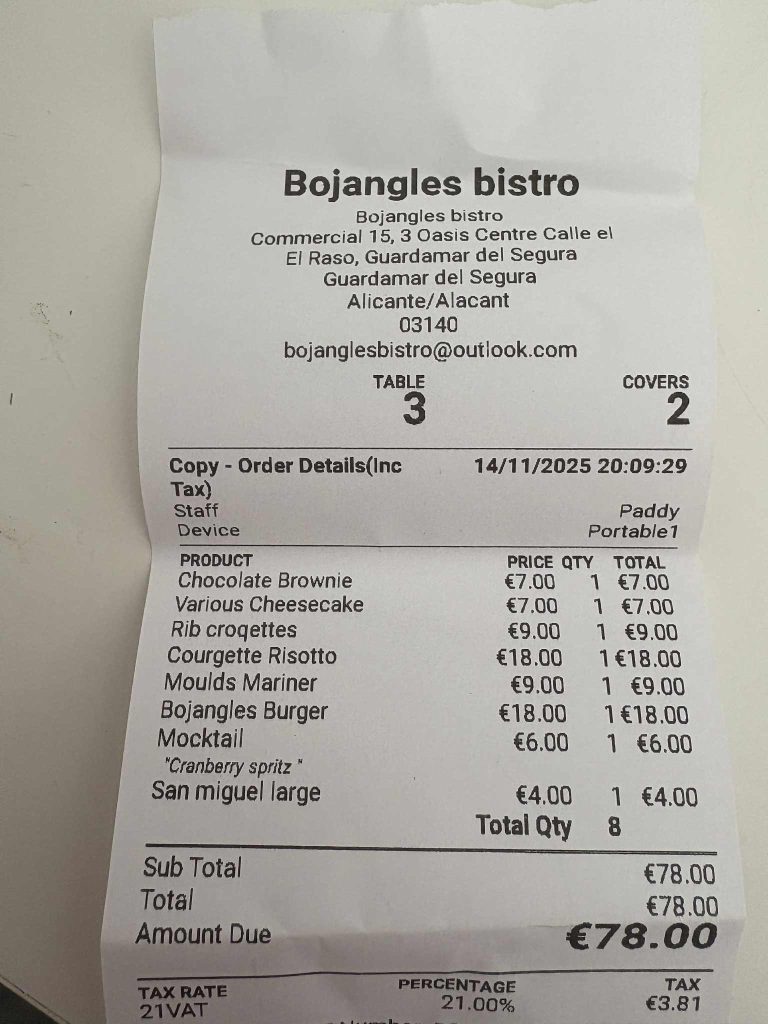 Bojangles bistro
Bojangles bistro
Commercial 15, 3 Oasis Centre Calle el
El Raso, Guardamar del Segura
Guardamar del Segura
Alicante/Alacant
03140
bojanglesbistro@outlook.com
TABLE COVERS
3 2
Copy - Order Details(Inc 14/11/2025 20:09:29
Tax)
Staff Paddy
Device Portable1
PRODUCT PRICE QTY TOTAL
Chocolate Brownie €7.00 1 €7.00
Various Cheesecake €7.00 1 €7.00
Rib croqettes €9.00 1 €9.00
Courgette Risotto €18.00 1 €18.00
Moulds Mariner €9.00 1 €9.00
Bojangles Burger €18.00 1 €18.00
Mocktail €6.00 1 €6.00
"Cranberry spritz "
San miguel large €4.00 1 €4.00
Total Qty 8
Sub Total €78.00
Total €78.00
Amount Due €78.00
TAX RATE PERCENTAGE TAX
21VAT 21.00% €3.81